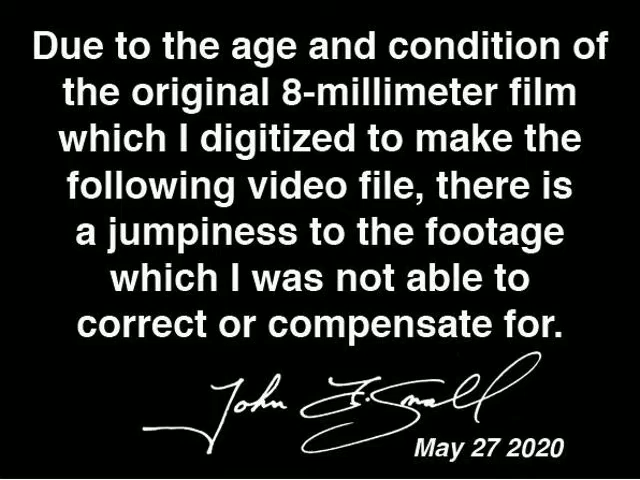 Due to the age and condition of
the original 8-millimeter film
which I digitized to make the
following video file, there is
a jumpiness to the footage
which I was not able to
correct or compensate for.
John F. Small
May 27 2020